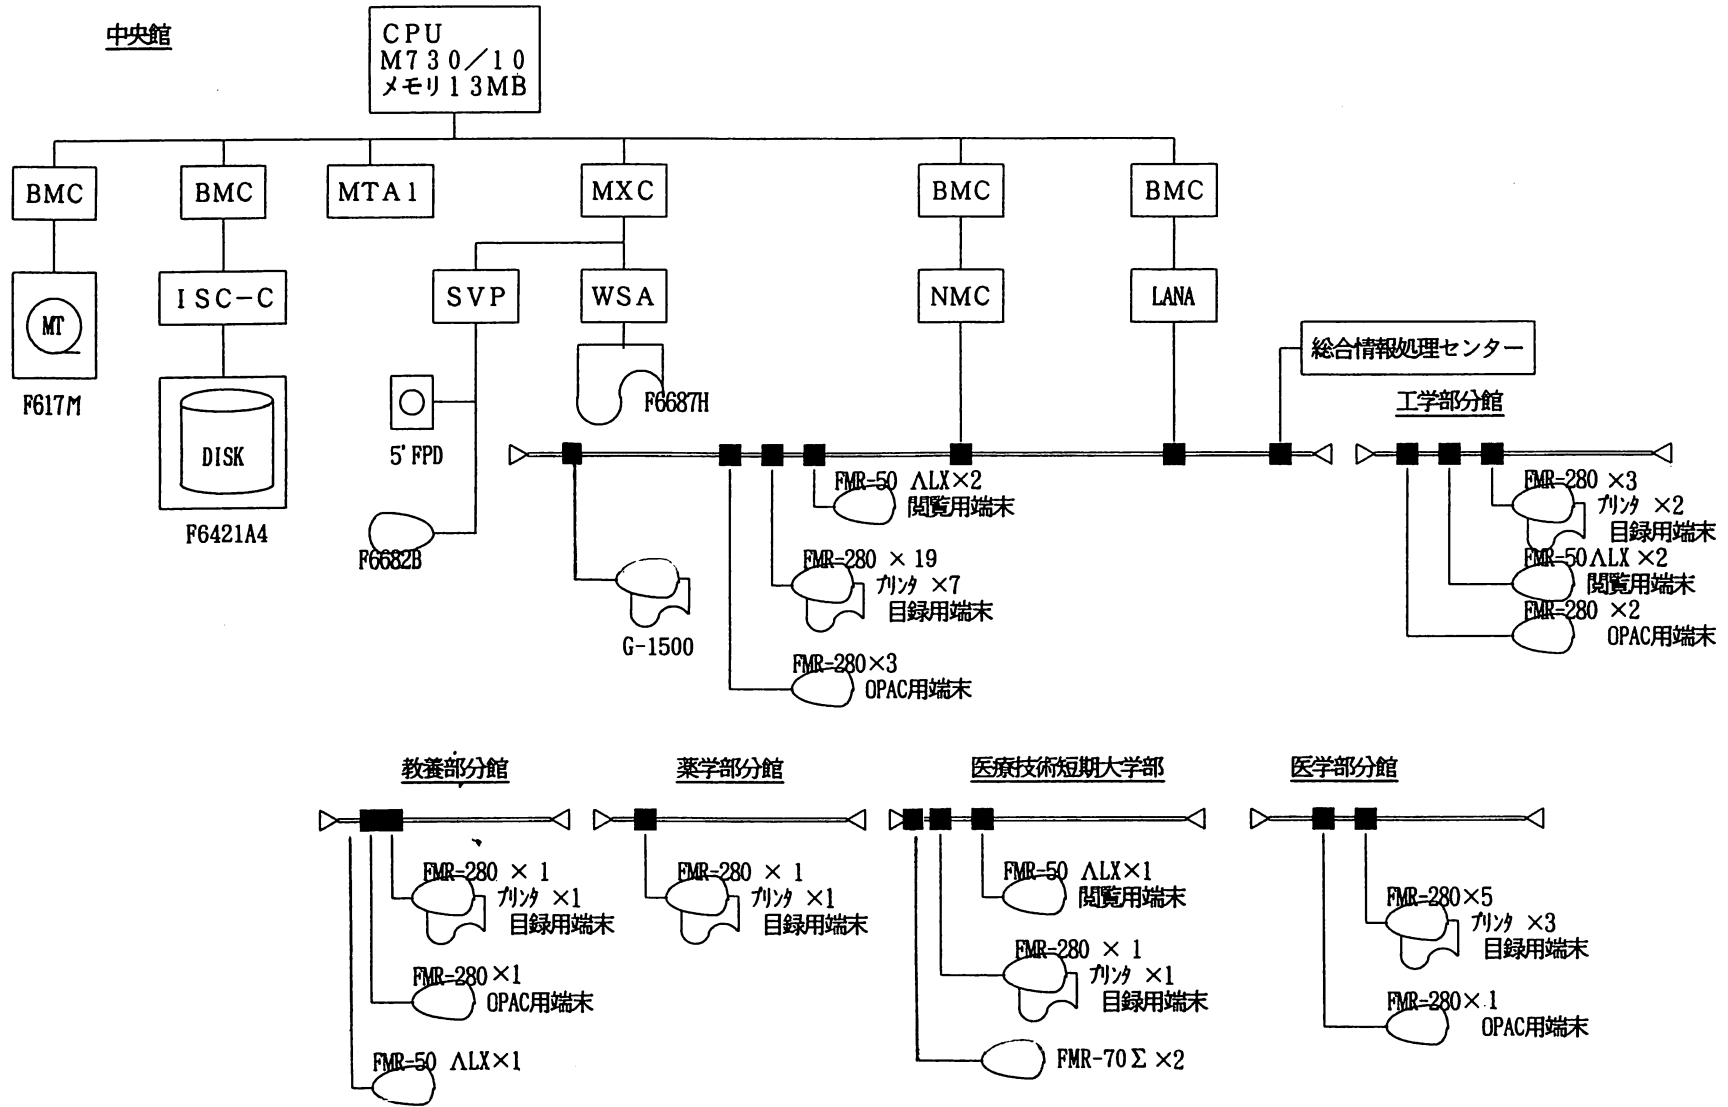 中央館
CPU
M730／10
メモリ13MB
BMC
BMC
MTA1
MXC
BMC
BMC
MT
F617M
ISC-C
DISK
F6421A4
SVP
WSA
NMC
LANA
5'FPD
F6687H
F6682B
総合情報処理センター
G-1500
FMR-50 ΛLX×2
閲覧用端末
FMR-280 × 19
プリンタ ×7
目録用端末
FMR-280×3
OPAC用端末
工学部分館
FMR-280 ×3
プリンタ ×2
目録用端末
FMR-50ΛLX ×2
閲覧用端末
FMR-280 ×2
OPAC用端末
教養部分館
FMR-280 × 1
プリンタ ×1
目録用端末
FMR-280 ×1
OPAC用端末
FMR-50 ΛLX×1
薬学部分館
FMR-280 × 1
プリンタ ×1
目録用端末
医療技術短期大学部
FMR-50 ΛLX×1
閲覧用端末
FMR-280 × 1
プリンタ ×1
目録用端末
FMR-70Σ ×2
医学部分館
FMR-280×5
プリンタ ×3
目録用端末
FMR-280×1
OPAC用端末